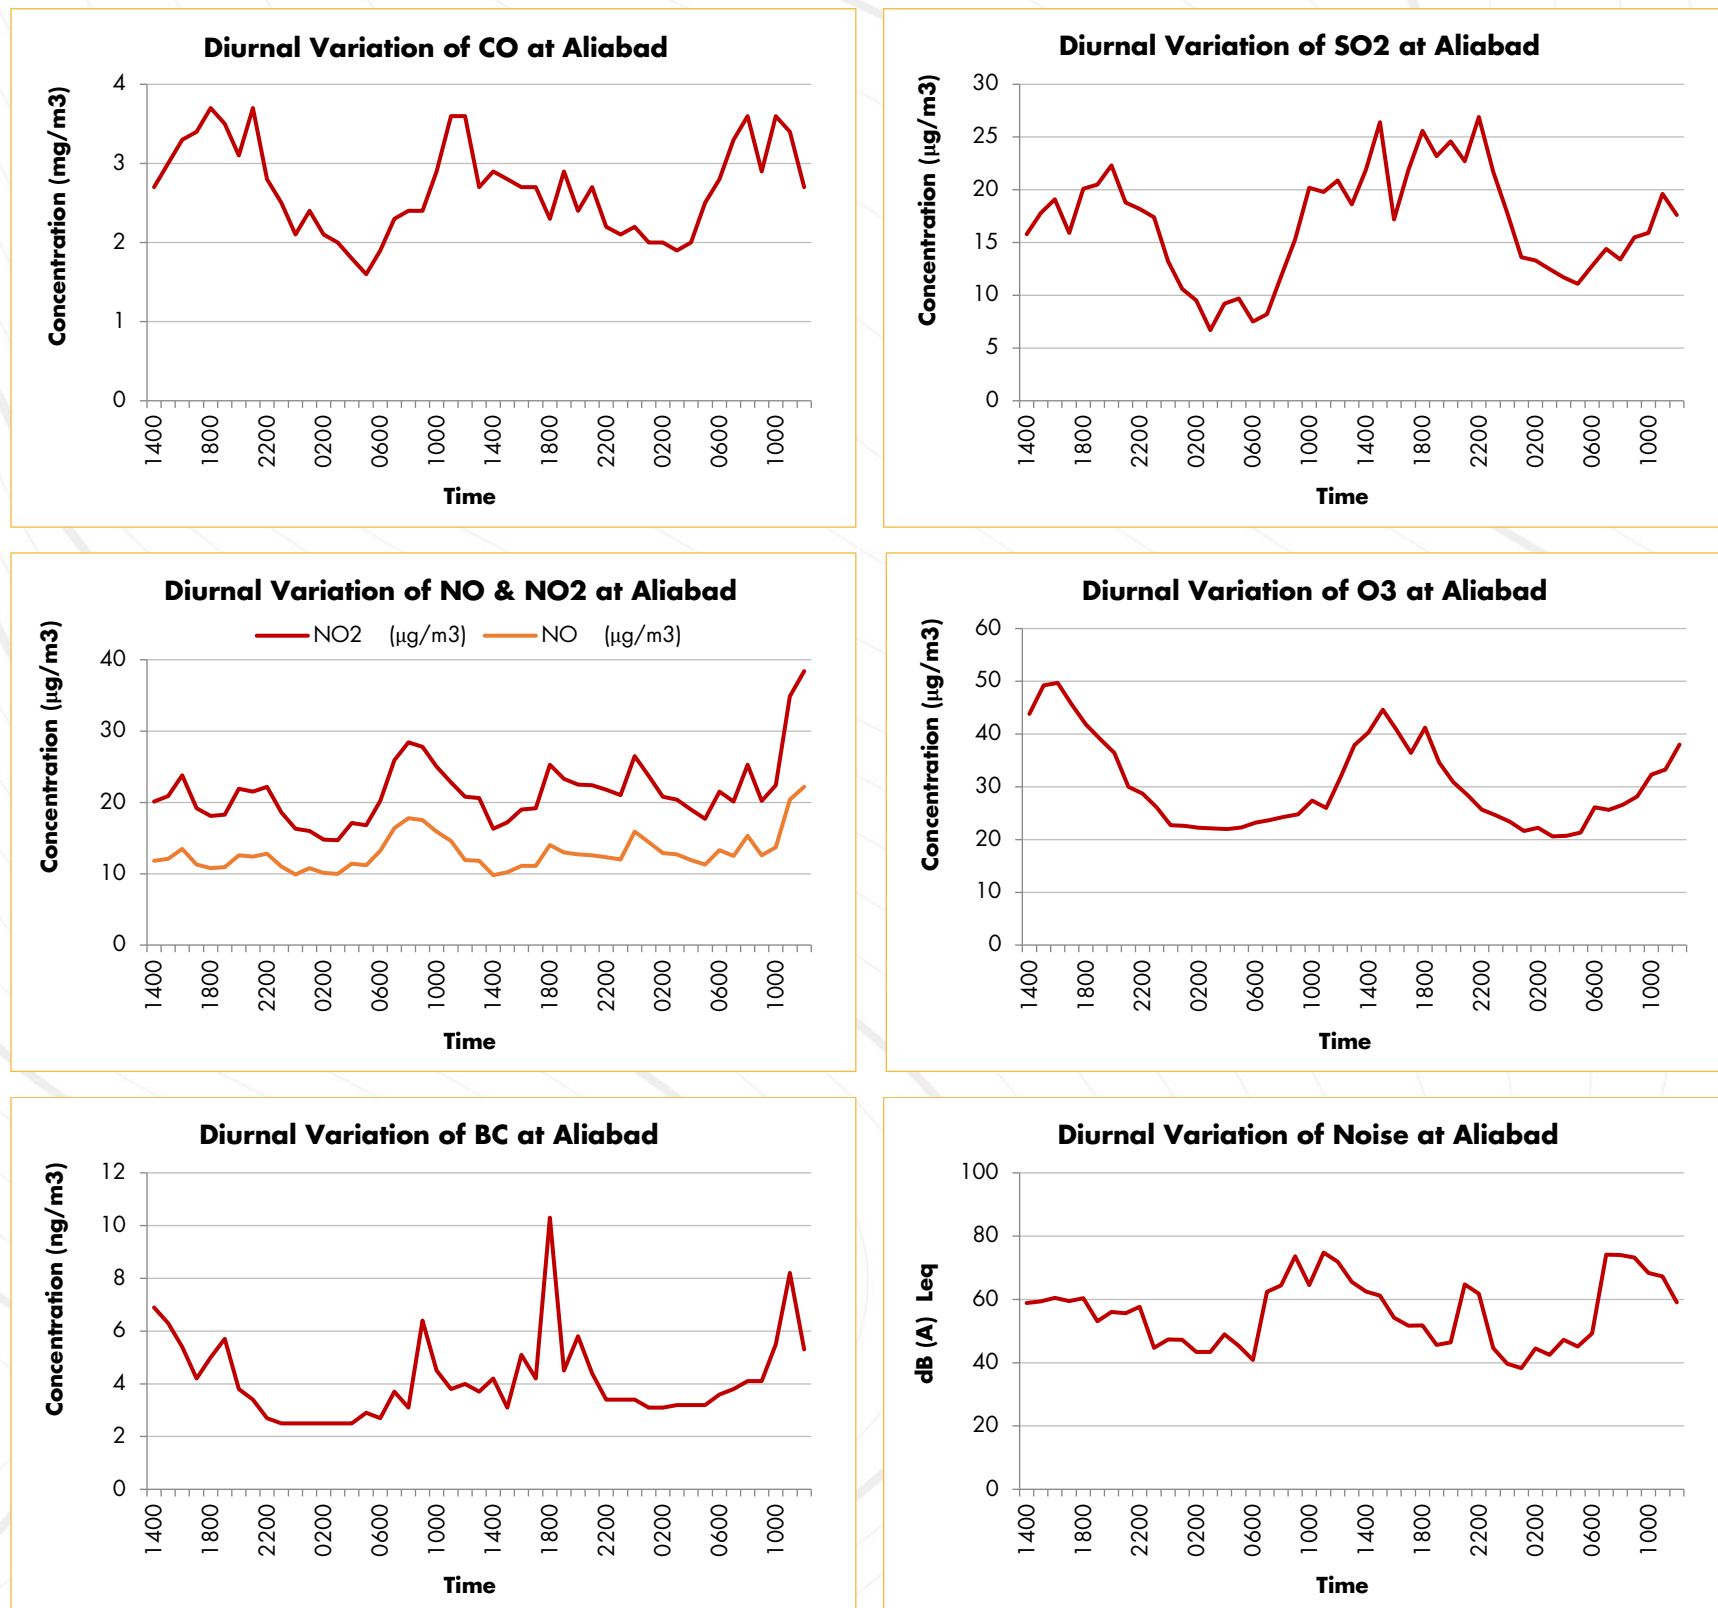 Diurnal Variation of CO at Aliabad
Concentration (mg/m3)
4
3
2
1
0
1400 1800 2200 0200 0600 1000 1400 1800 2200 0200 0600 1000
Time
Diurnal Variation of SO2 at Aliabad
Concentration (µg/m3)
30
25
20
15
10
5
0
1400 1800 2200 0200 0600 1000 1400 1800 2200 0200 0600 1000
Time
Diurnal Variation of NO & NO2 at Aliabad
NO2 (µg/m3) NO (µg/m3)
Concentration (µg/m3)
40
30
20
10
0
1400 1800 2200 0200 0600 1000 1400 1800 2200 0200 0600 1000
Time
Diurnal Variation of O3 at Aliabad
Concentration (µg/m3)
60
50
40
30
20
10
0
1400 1800 2200 0200 0600 1000 1400 1800 2200 0200 0600 1000
Time
Diurnal Variation of BC at Aliabad
Concentration (ng/m3)
12
10
8
6
4
2
0
1400 1800 2200 0200 0600 1000 1400 1800 2200 0200 0600 1000
Time
Diurnal Variation of Noise at Aliabad
dB (A) Leq
100
80
60
40
20
0
1400 1800 2200 0200 0600 1000 1400 1800 2200 0200 0600 1000
Time